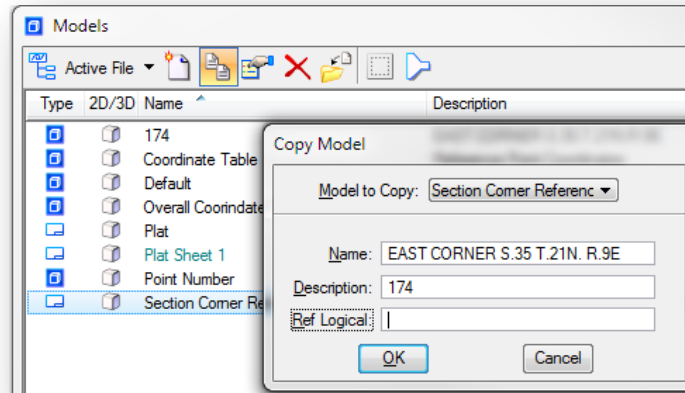 Models
Active File
Type 2D/3D Name Description
174
Coordinate Table
Default
Overall Coorindate
Plat
Plat Sheet 1
Point Number
Section Corner Re
Copy Model
Model to Copy: Section Corner Referenc
Name: EAST CORNER S.35 T.21N. R.9E
Description: 174
Ref Logical:
OK Cancel